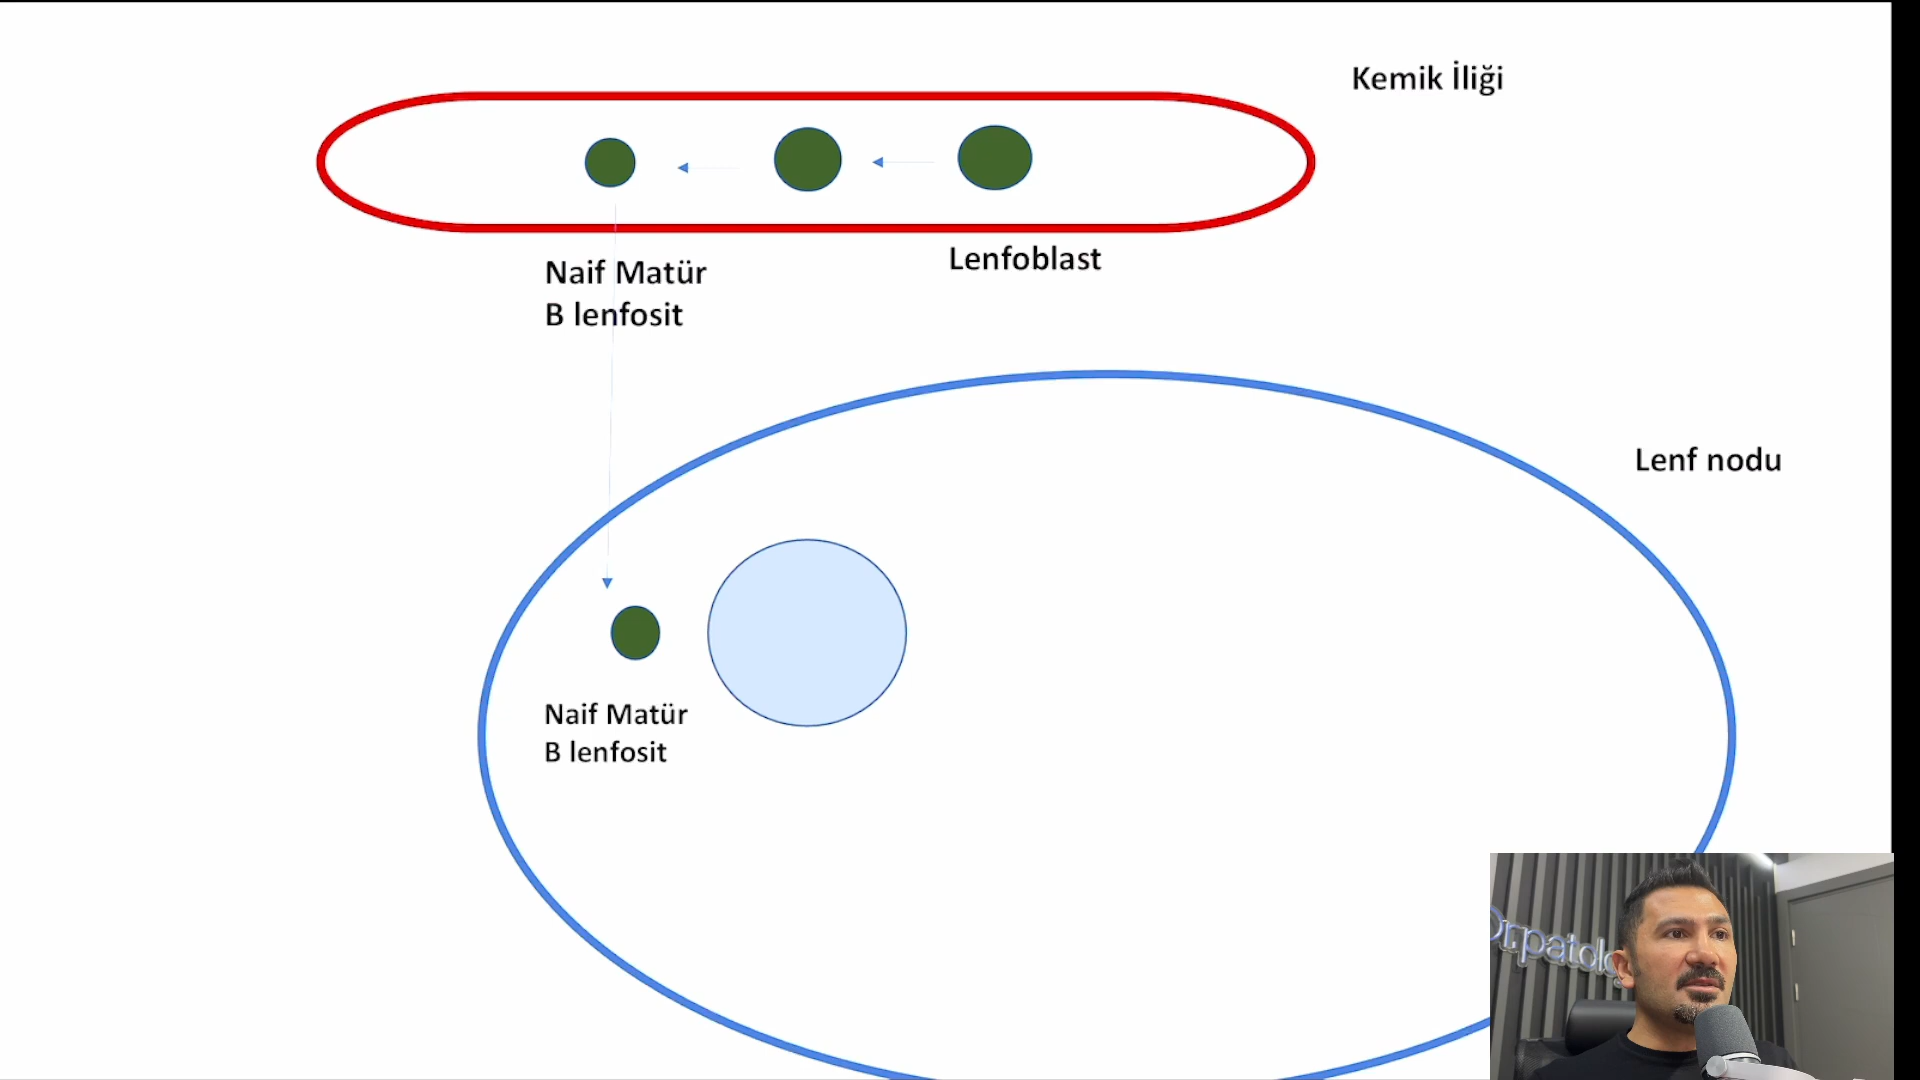 Kemik İliği
Lenfoblast
Naif Matür
B lenfosit
Lenf nodu
Naif Matür
B lenfosit